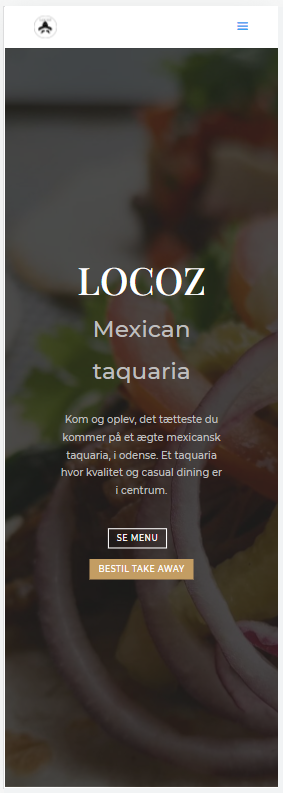 LOCOZ
Mexican
taquaria
Kom og oplev, det tætteste du
kommer på et ægte mexicansk
taquaria, i odense. Et taquaria
hvor kvalitet og casual dining er
i centrum.
SE MENU
BESTIL TAKE AWAY